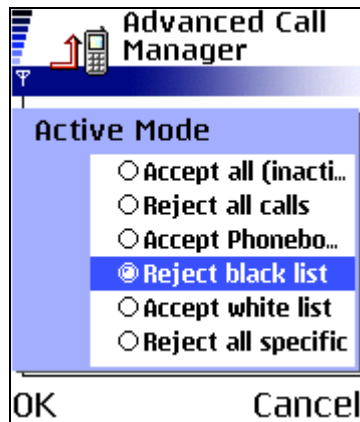 Advanced Call
Manager
Active Mode
Accept all (inacti...
Reject all calls
Accept Phonebo...
Reject black list
Accept white list
Reject all specific
OK Cancel